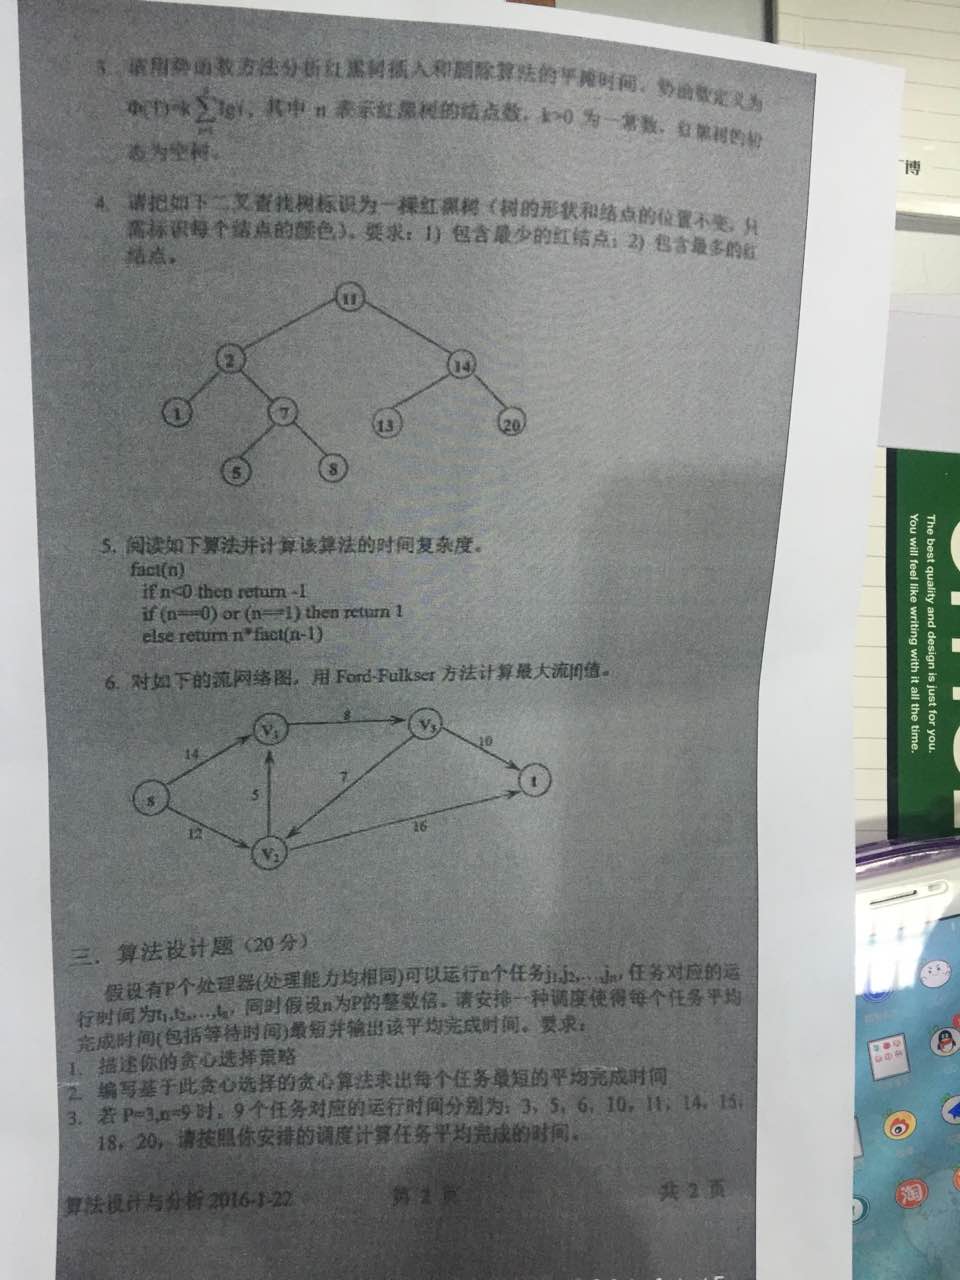 3. 请用势函数方法分析红黑树插入和删除算法的平摊时间。势函数定义为
Φ(T)=k∑lgi，其中 n 表示红黑树的结点数，k>0 为一常数，红黑树的初
态为空树。
4. 请把如下二叉查找树标识为一棵红黑树（树的形状和结点的位置不变，只
需标识每个结点的颜色）。要求：1）包含最少的红结点；2）包含最多的红
结点。
11
2
14
1
7
13
20
5
8
5. 阅读如下算法并计算该算法的时间复杂度。
fact(n)
if n<0 then return -1
if (n==0) or (n==1) then return 1
else return n*fact(n-1)
6. 对如下的流网络图，用 Ford-Fulkser 方法计算最大流的值。
V₁
8
V₃
14
10
s
5
7
t
12
16
V₂
三. 算法设计题（20 分）
假设有P个处理器(处理能力均相同)可以运行n个任务j₁,j₂,…,jₙ, 任务对应的运
行时间为t₁,t₂,…,tₙ, 同时假设n为P的整数倍。请安排一种调度使得每个任务平均
完成时间(包括等待时间)最短并输出该平均完成时间。要求：
1. 描述你的贪心选择策略
2. 编写基于此贪心选择的贪心算法求出每个任务最短的平均完成时间
3. 若 P=3,n=9 时，9 个任务对应的运行时间分别为：3，5，6，10，11，14，15，
18，20，请按照你安排的调度计算任务平均完成的时间。
算法设计与分析 2016-1-22
第 2 页
共 2 页
博
The best quality and design is just for you.
You will feel like writing with it all the time.
淘